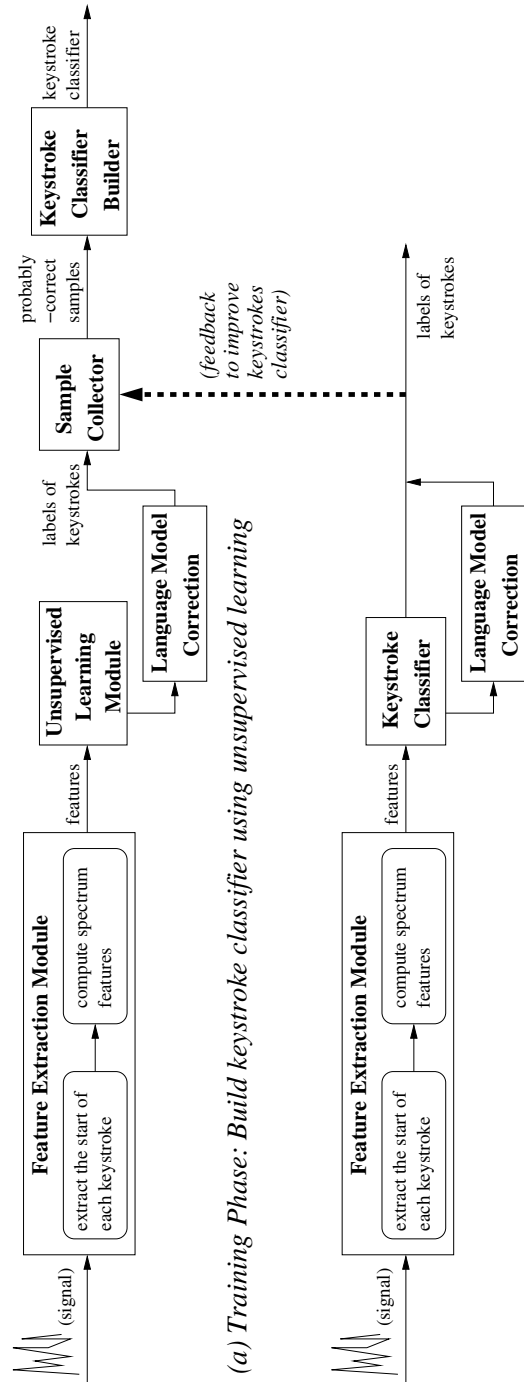 (signal)
Feature Extraction Module
extract the start of
each keystroke
compute spectrum
features
features
Unsupervised
Learning
Module
Language Model
Correction
labels of
keystrokes
Sample
Collector
probably
−correct
samples
Keystroke
Classifier
Builder
keystroke
classifier
(a) Training Phase: Build keystroke classifier using unsupervised learning
(feedback
to improve
keystrokes
classifier)
(signal)
Feature Extraction Module
extract the start of
each keystroke
compute spectrum
features
features
Keystroke
Classifier
Language Model
Correction
labels of
keystrokes